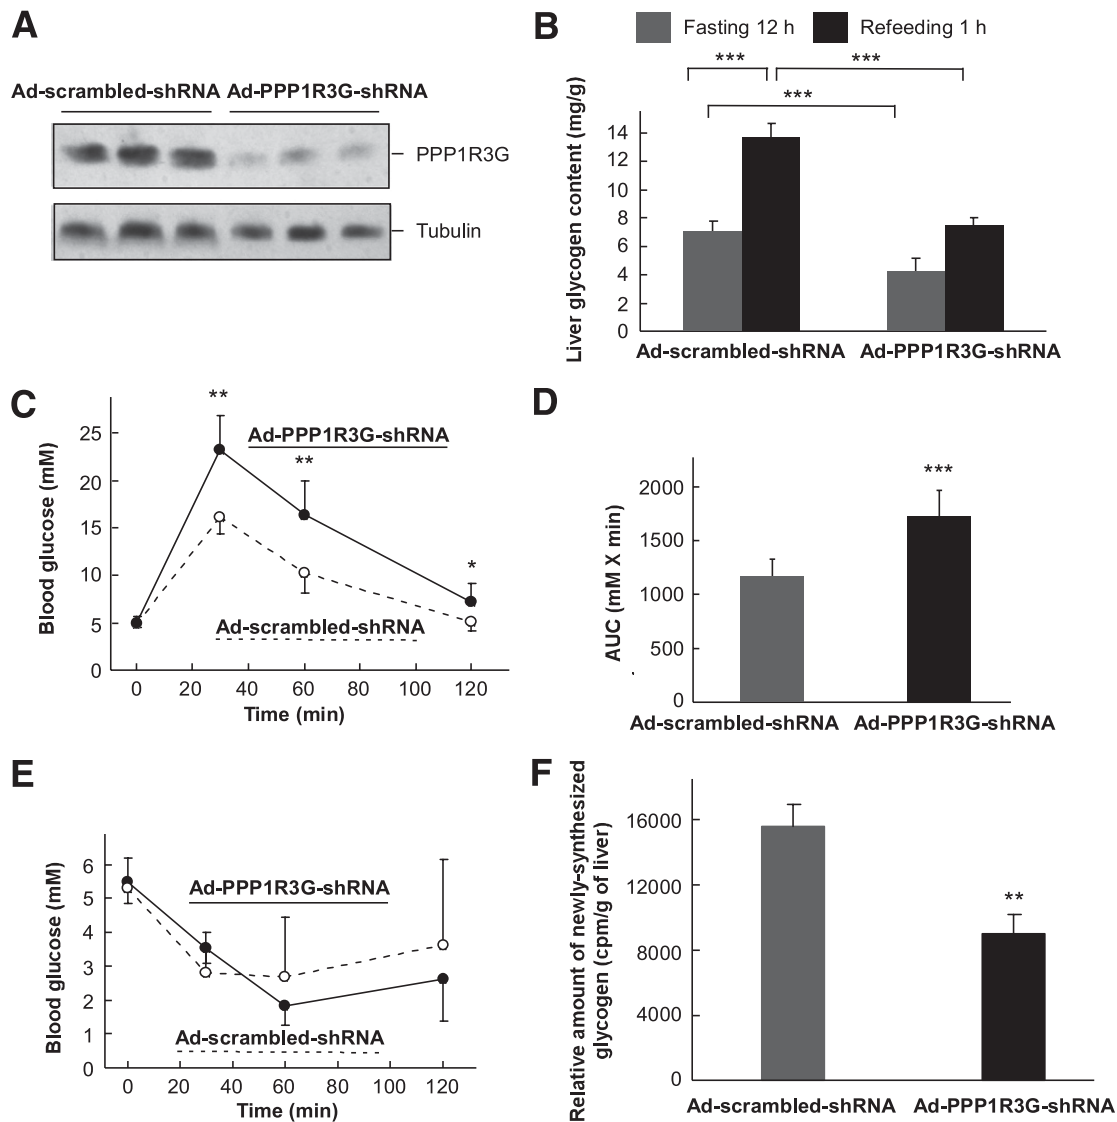 A
Ad-scrambled-shRNA Ad-PPP1R3G-shRNA
PPP1R3G
Tubulin
B
Fasting 12 h Refeeding 1 h
*** ***
***
Liver glycogen content (mg/g)
14
12
10
8
6
4
2
0
Ad-scrambled-shRNA Ad-PPP1R3G-shRNA
C
**
Ad-PPP1R3G-shRNA
**
*
Ad-scrambled-shRNA
Blood glucose (mM)
25
20
15
10
5
0
0 20 40 60 80 100 120
Time (min)
D
***
AUC (mM X min)
2000
1500
1000
500
0
Ad-scrambled-shRNA Ad-PPP1R3G-shRNA
E
Ad-PPP1R3G-shRNA
Ad-scrambled-shRNA
Blood glucose (mM)
6
5
4
3
2
1
0
0 20 40 60 80 100 120
Time (min)
F
**
Relative amount of newly-synthesized
glycogen (cpm/g of liver)
16000
12000
8000
4000
0
Ad-scrambled-shRNA Ad-PPP1R3G-shRNA